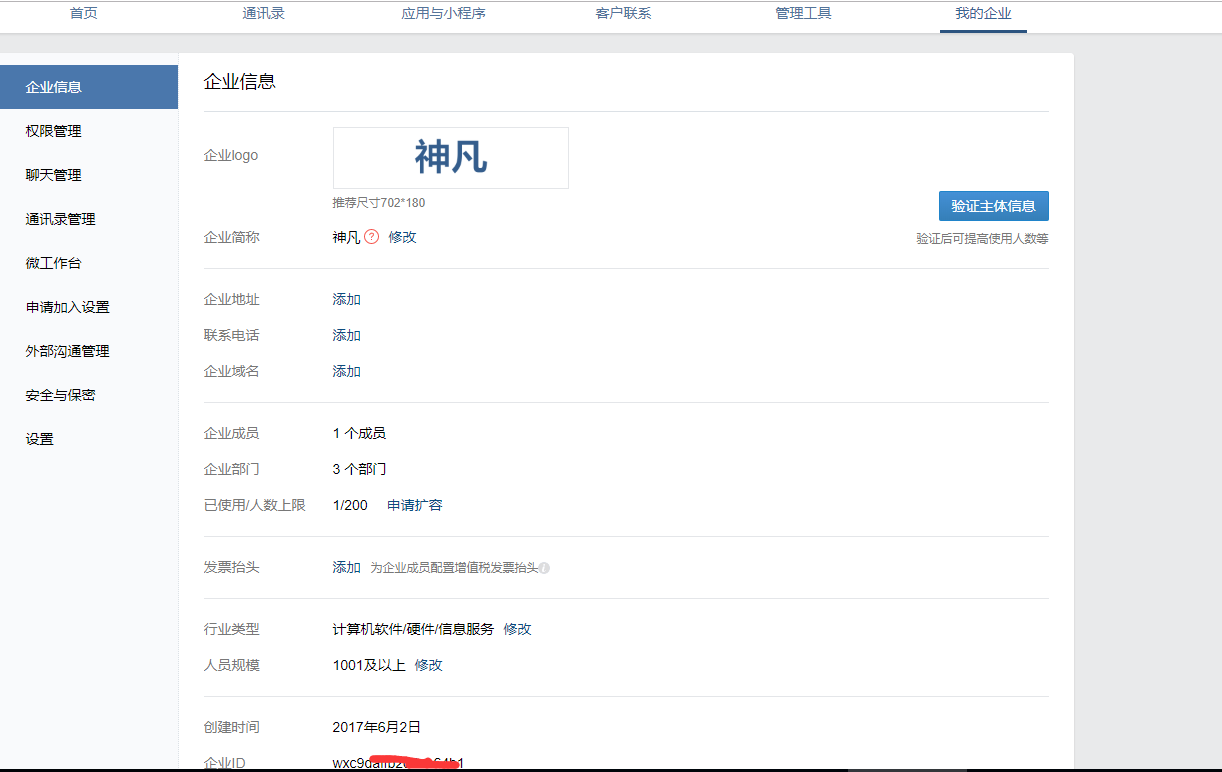 首页 通讯录 应用与小程序 客户联系 管理工具 我的企业
企业信息
权限管理
聊天管理
通讯录管理
微工作台
申请加入设置
外部沟通管理
安全与保密
设置
企业信息
企业logo 神凡
推荐尺寸702*180
验证主体信息
验证后可提高使用人数等
企业简称 神凡 ? 修改
企业地址 添加
联系电话 添加
企业域名 添加
企业成员 1 个成员
企业部门 3 个部门
已使用/人数上限 1/200 申请扩容
发票抬头 添加 为企业成员配置增值税发票抬头
行业类型 计算机软件/硬件/信息服务 修改
人员规模 1001及以上 修改
创建时间 2017年6月2日
企业ID